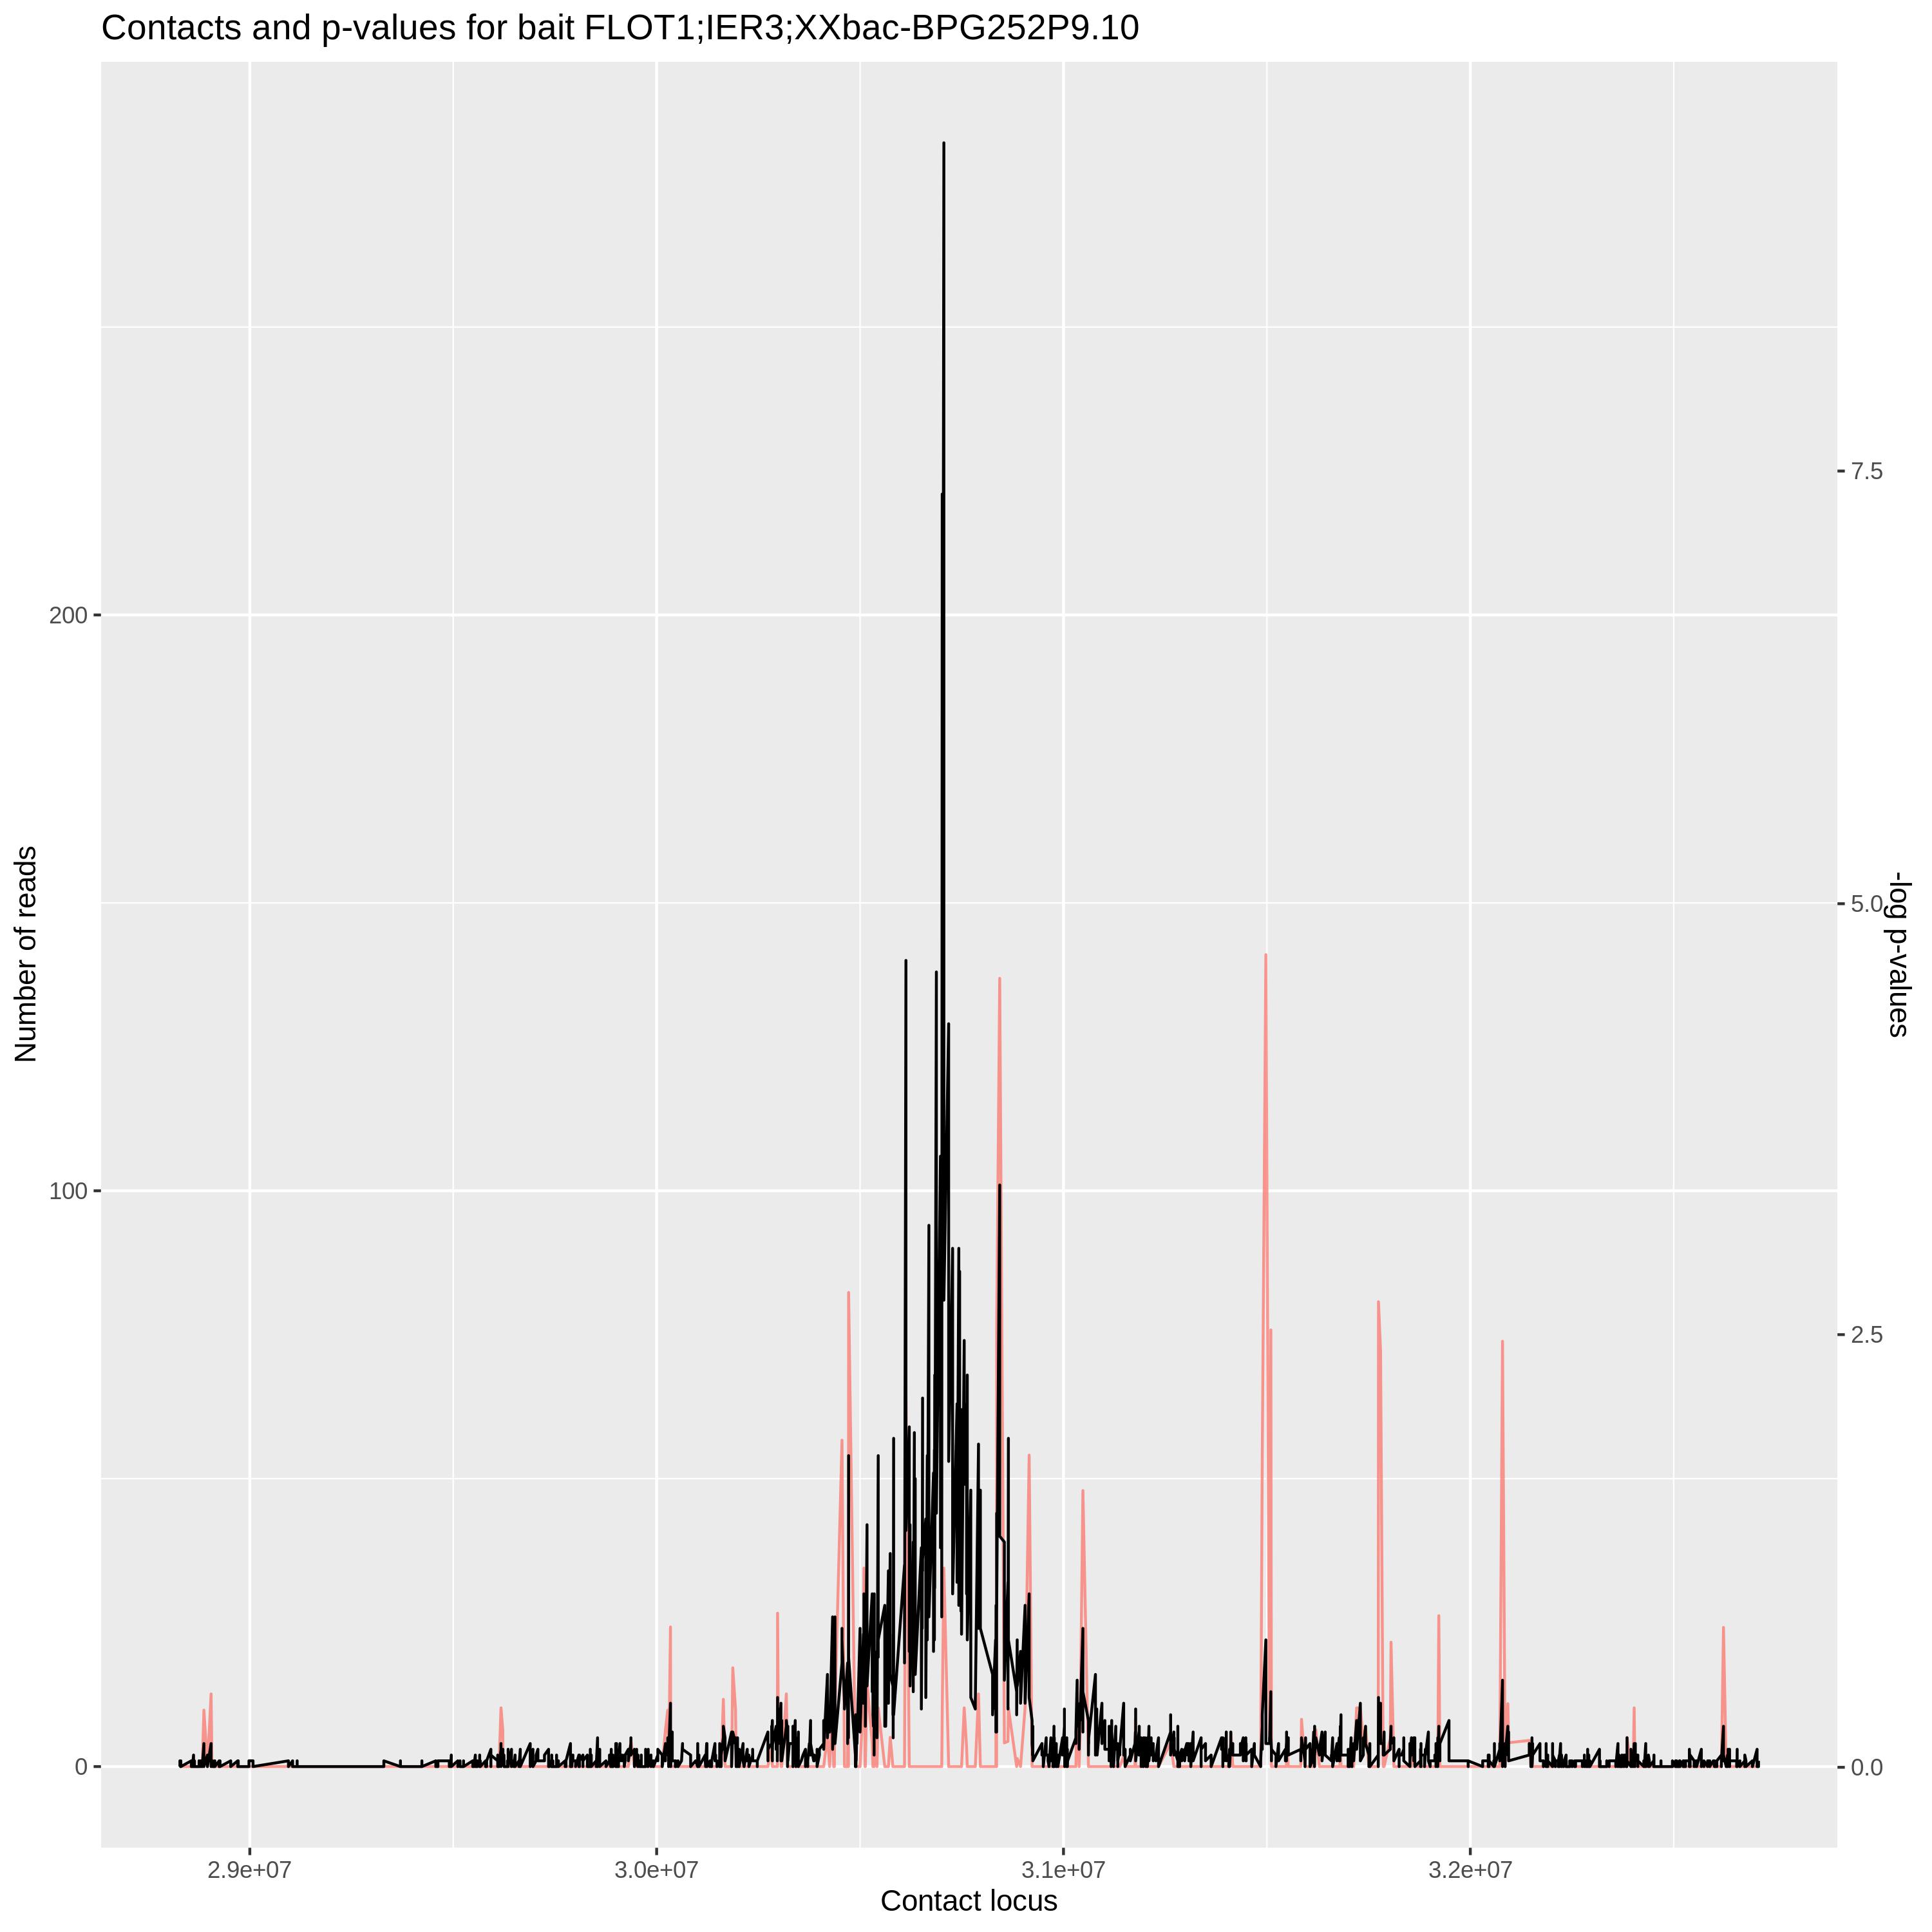 Contacts and p-values for bait FLOT1;IER3;XXbac-BPG252P9.10
Number of reads
200
100
0
7.5
5.0
2.5
0.0
-log p-values
2.9e+07 3.0e+07 3.1e+07 3.2e+07
Contact locus